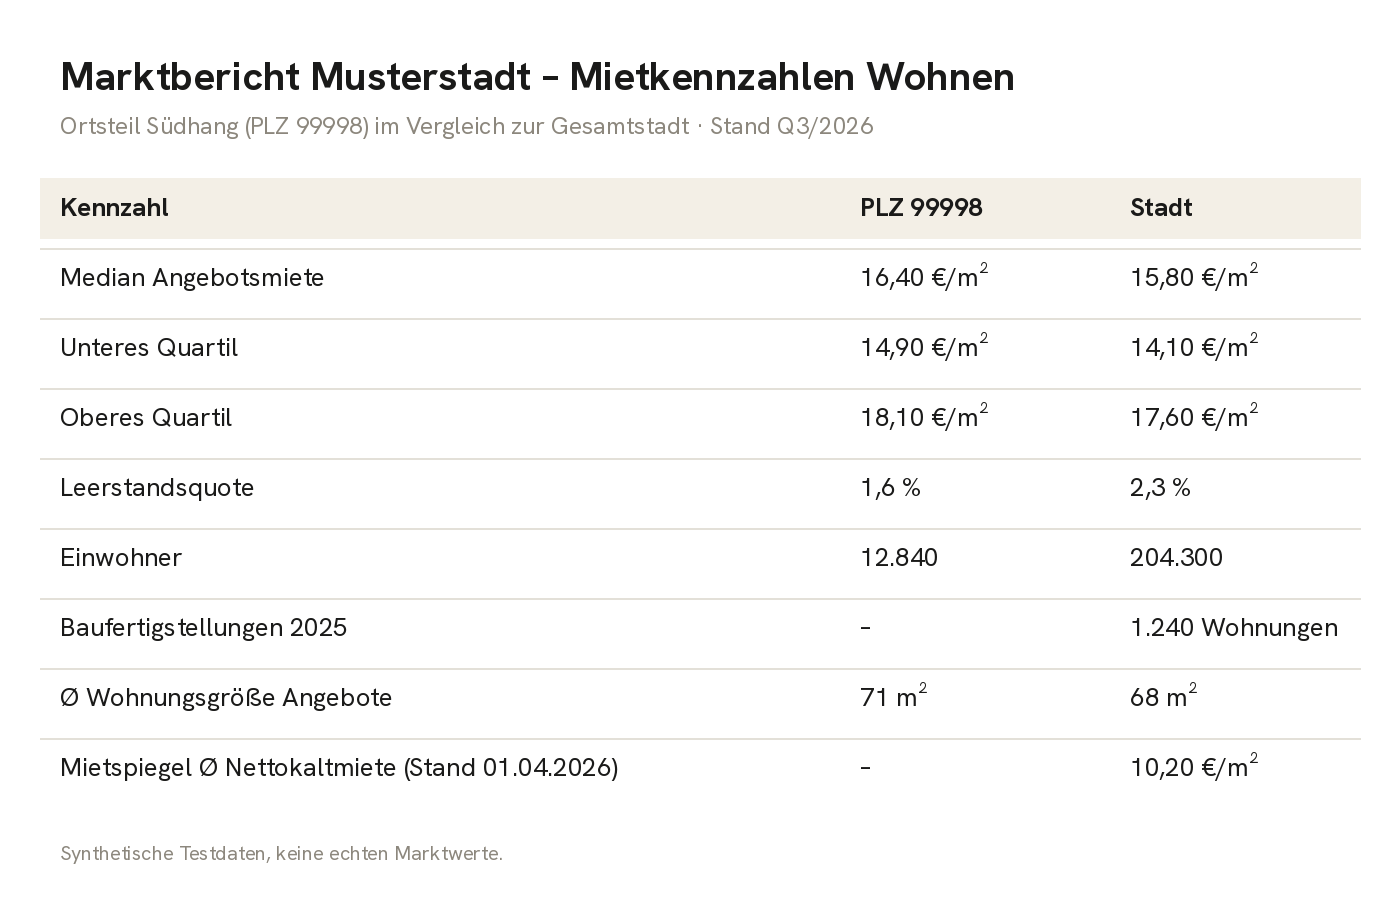 Marktbericht Musterstadt – Mietkennzahlen Wohnen
Ortsteil Südhang (PLZ 99998) im Vergleich zur Gesamtstadt · Stand Q3/2026
Kennzahl PLZ 99998 Stadt
Median Angebotsmiete 16,40 €/m² 15,80 €/m²
Unteres Quartil 14,90 €/m² 14,10 €/m²
Oberes Quartil 18,10 €/m² 17,60 €/m²
Leerstandsquote 1,6 % 2,3 %
Einwohner 12.840 204.300
Baufertigstellungen 2025 – 1.240 Wohnungen
Ø Wohnungsgröße Angebote 71 m² 68 m²
Mietspiegel Ø Nettokaltmiete (Stand 01.04.2026) – 10,20 €/m²
Synthetische Testdaten, keine echten Marktwerte.